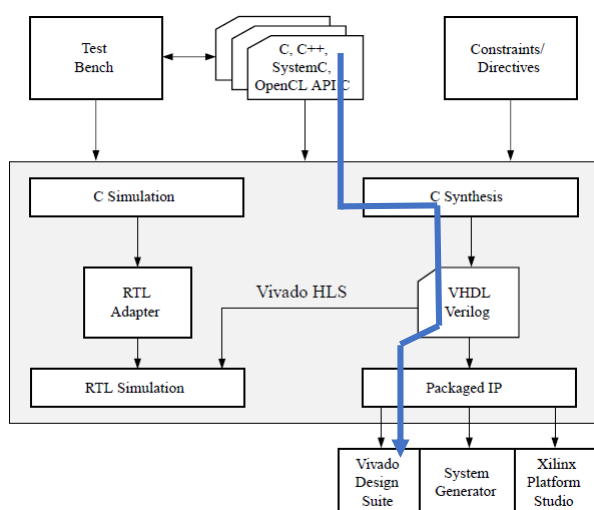 Test
Bench
C, C++,
SystemC,
OpenCL API C
Constraints/
Directives
C Simulation
C Synthesis
RTL
Adapter
Vivado HLS
VHDL
Verilog
RTL Simulation
Packaged IP
Vivado
Design
Suite
System
Generator
Xilinx
Platform
Studio